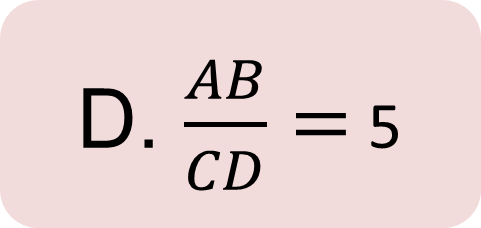 D. AB/CD = 5